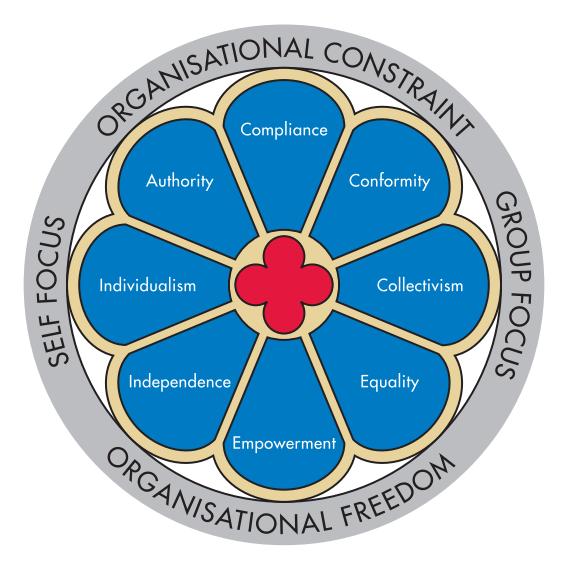 ORGANISATIONAL CONSTRAINT
Compliance
Authority
Conformity
SELF FOCUS
Individualism
Collectivism
GROUP FOCUS
Independence
Equality
Empowerment
ORGANISATIONAL FREEDOM